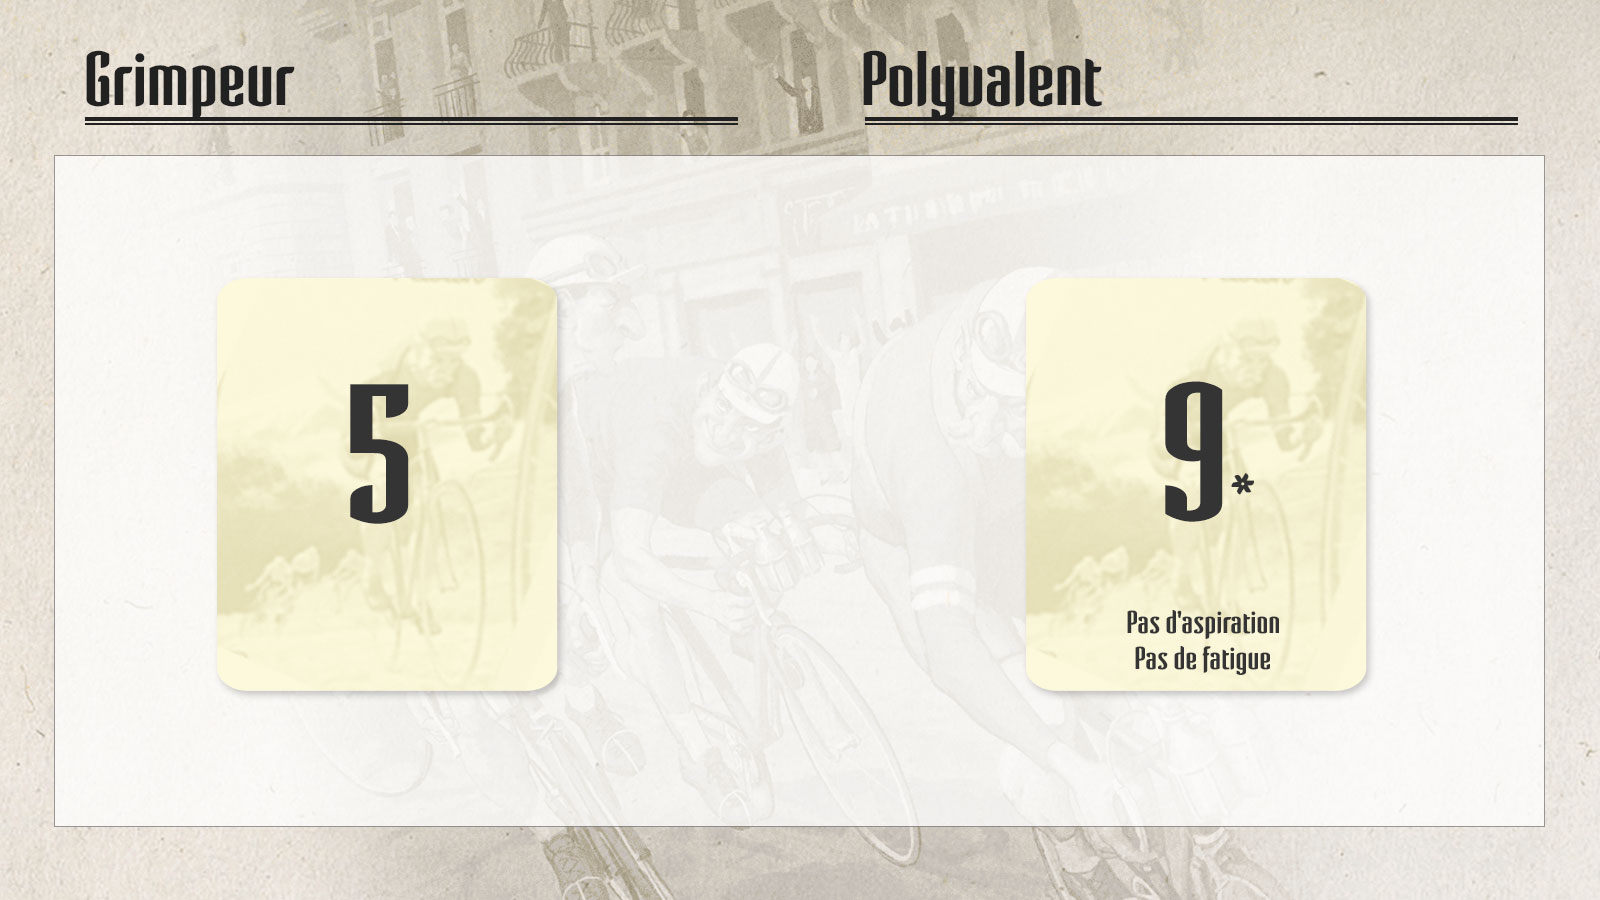 Grimpeur
Polyvalent
5
9*
Pas d'aspiration
Pas de fatigue